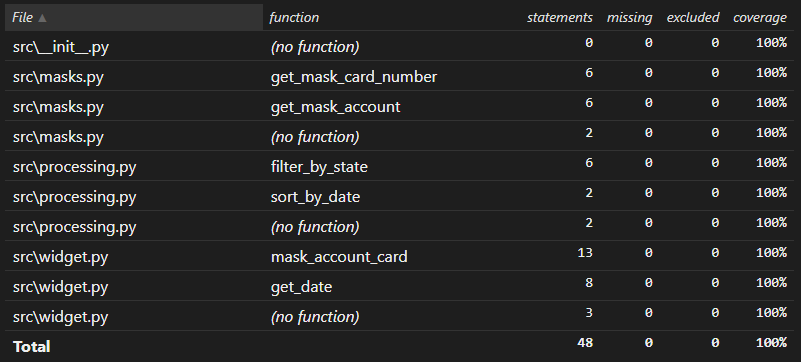 File ▲ function statements missing excluded coverage
src\__init__.py (no function) 0 0 0 100%
src\masks.py get_mask_card_number 6 0 0 100%
src\masks.py get_mask_account 6 0 0 100%
src\masks.py (no function) 2 0 0 100%
src\processing.py filter_by_state 6 0 0 100%
src\processing.py sort_by_date 2 0 0 100%
src\processing.py (no function) 2 0 0 100%
src\widget.py mask_account_card 13 0 0 100%
src\widget.py get_date 8 0 0 100%
src\widget.py (no function) 3 0 0 100%
Total 48 0 0 100%